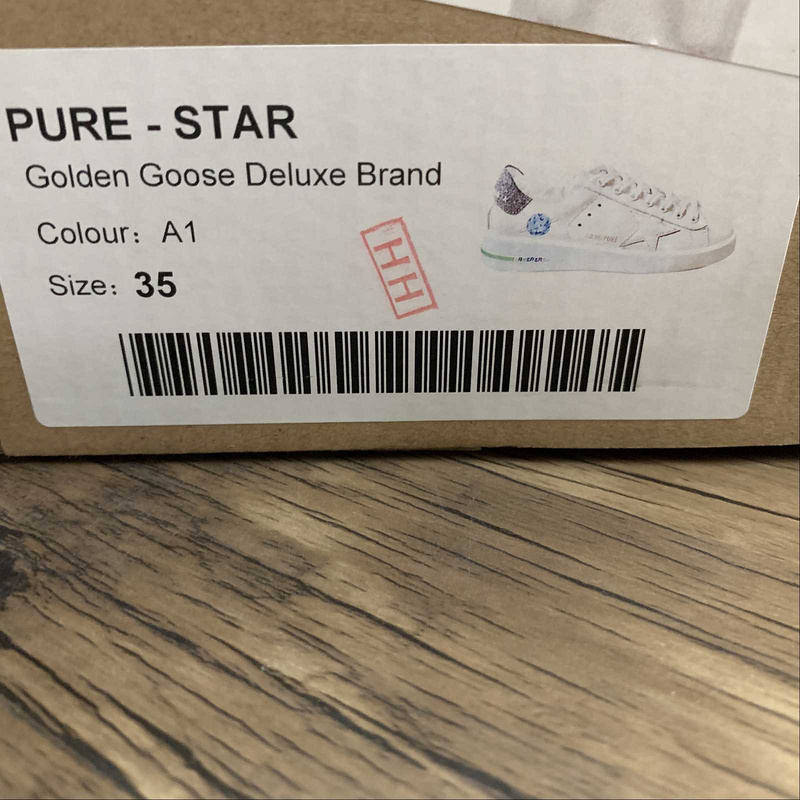 PURE - STAR
Golden Goose Deluxe Brand
Colour: A1
Size: 35
HH